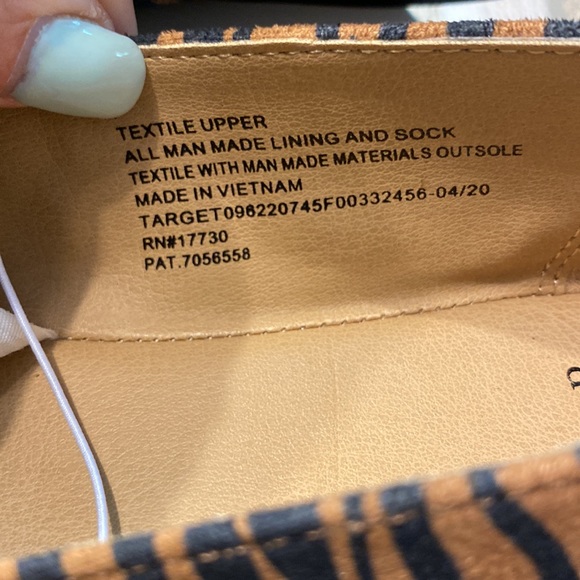 TEXTILE UPPER
ALL MAN MADE LINING AND SOCK
TEXTILE WITH MAN MADE MATERIALS OUTSOLE
MADE IN VIETNAM
TARGET096220745F00332456-04/20
RN#17730
PAT.7056558